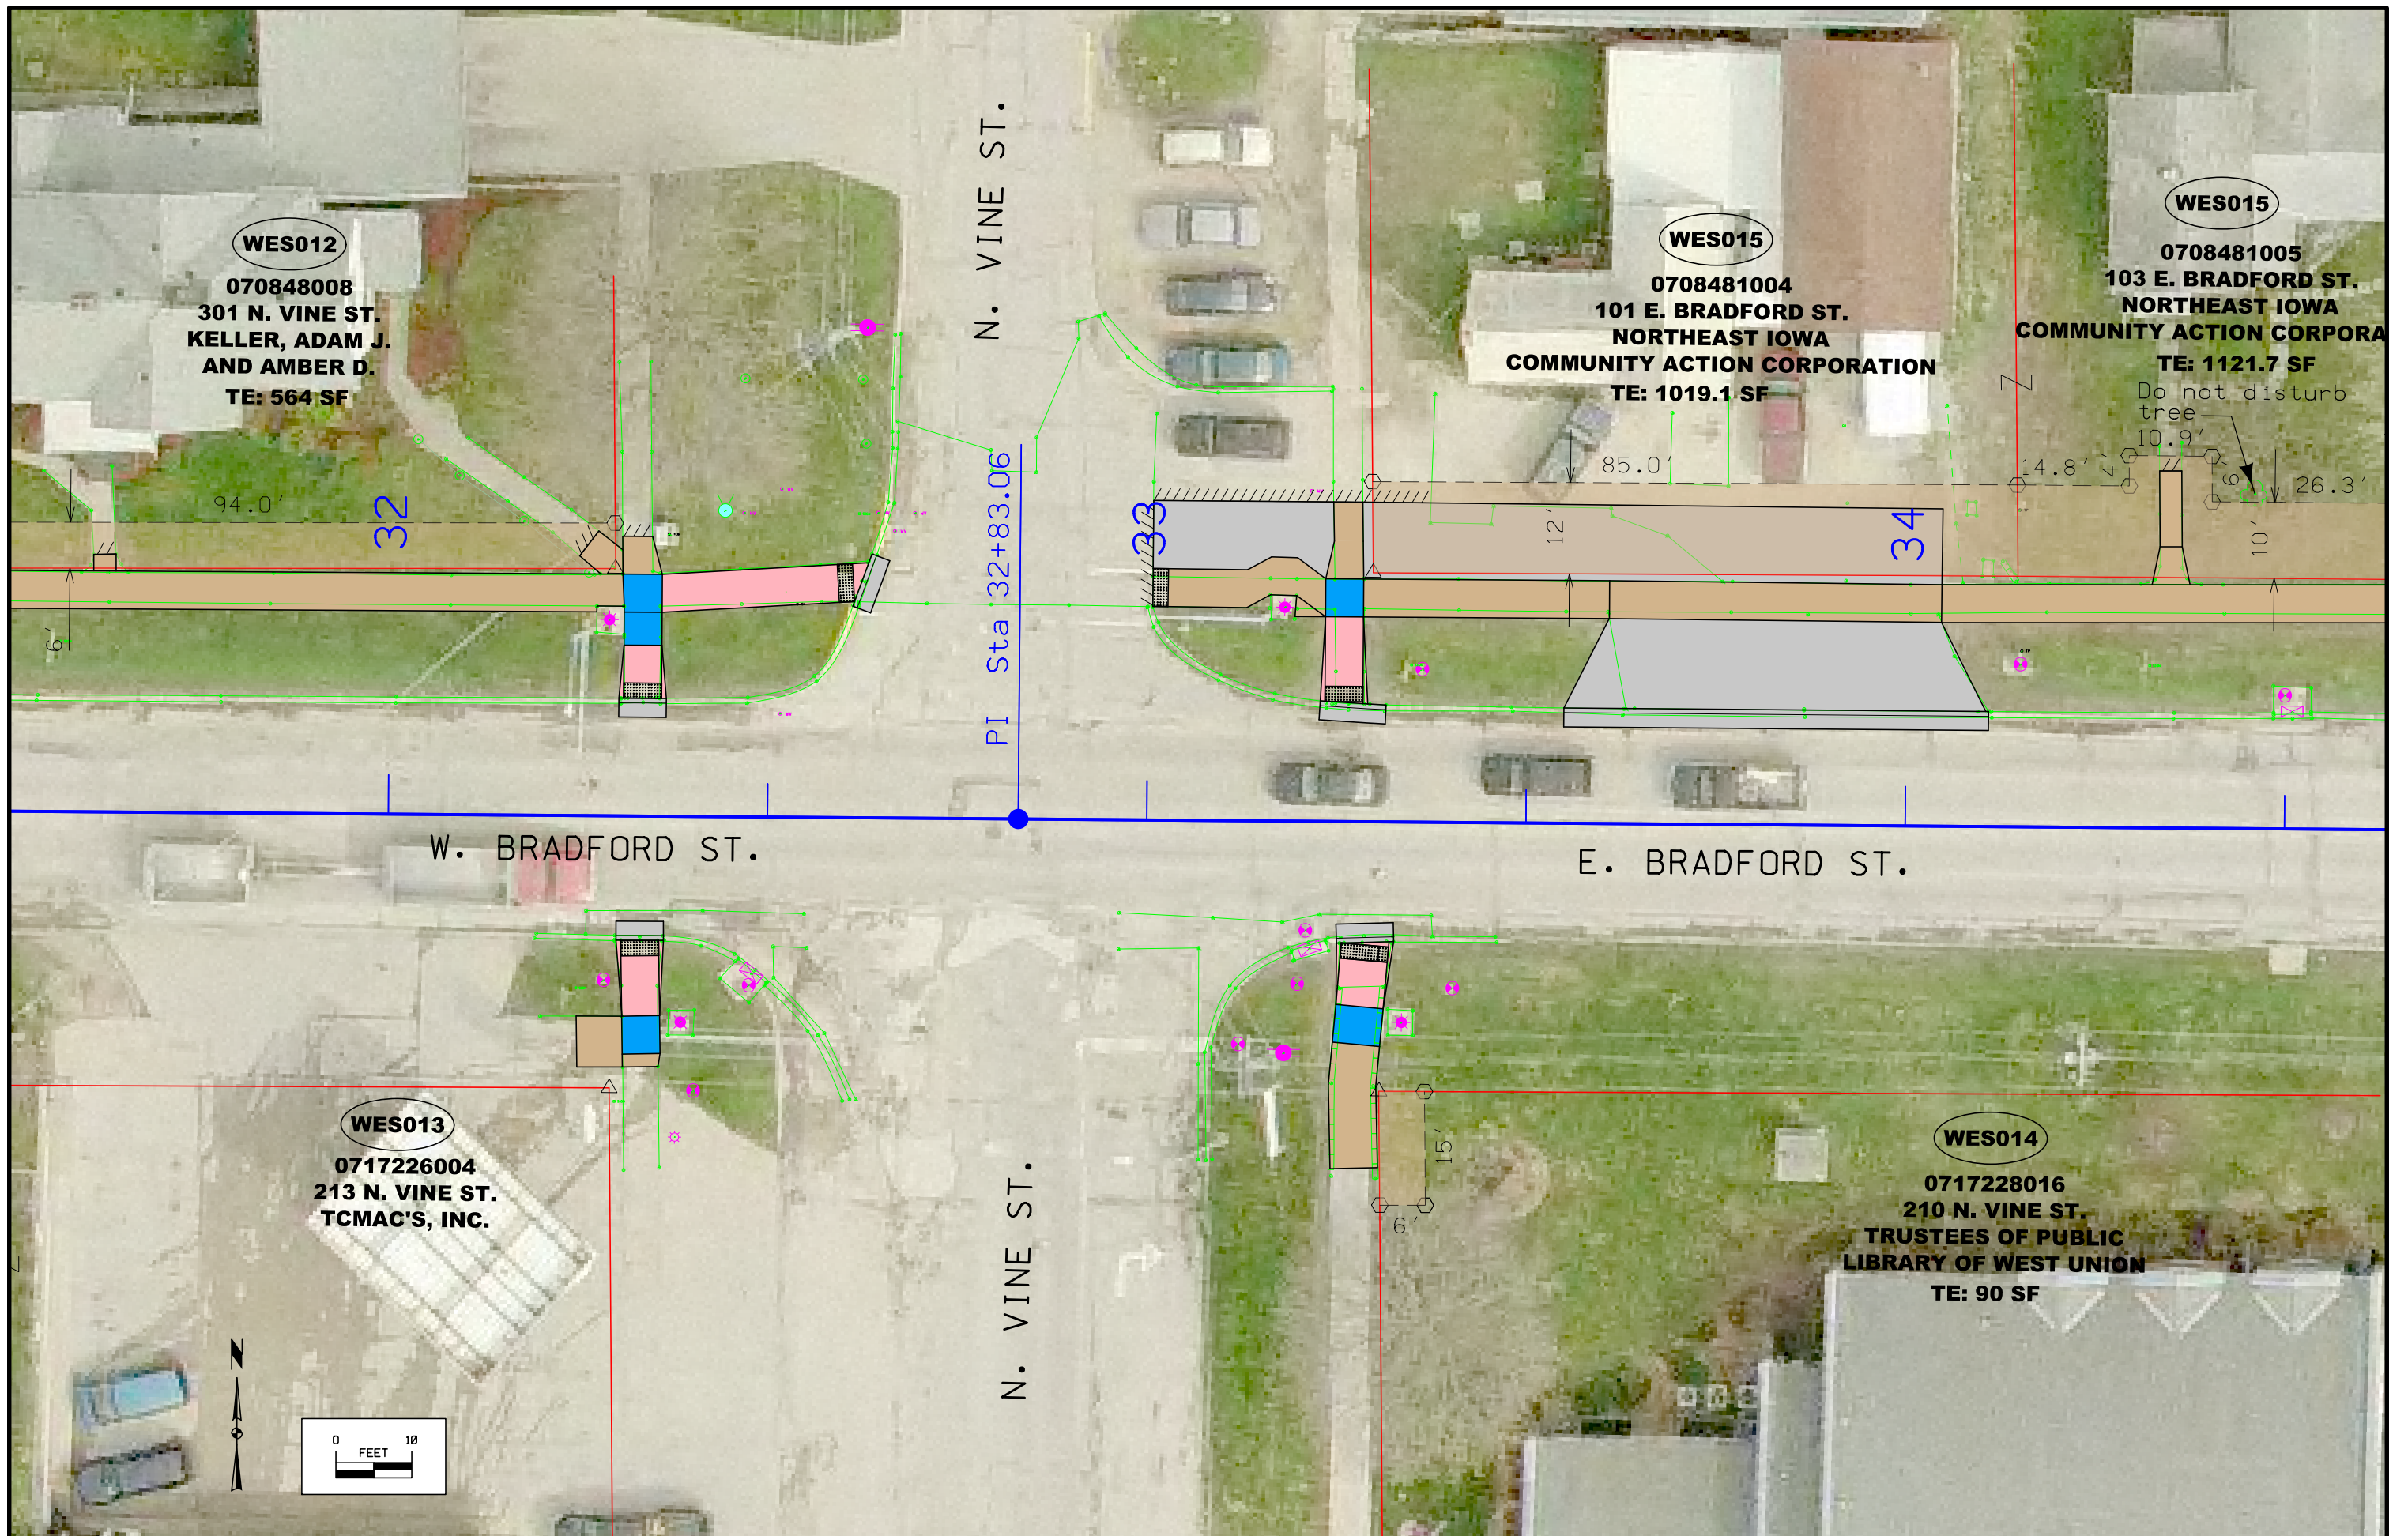 N. VINE ST.
WES012
070848008
301 N. VINE ST.
KELLER, ADAM J.
AND AMBER D.
TE: 564 SF
WES015
0708481004
101 E. BRADFORD ST.
NORTHEAST IOWA
COMMUNITY ACTION CORPORATION
TE: 1019.1 SF
WES015
0708481005
103 E. BRADFORD ST.
NORTHEAST IOWA
COMMUNITY ACTION CORPORA
TE: 1121.7 SF
Do not disturb
tree
10.9'
Z
94.0'
32
PI Sta 32+83.06
33
85.0'
12'
34
14.8'
4'
6'
26.3'
10'
6'
W. BRADFORD ST.
E. BRADFORD ST.
WES013
0717226004
213 N. VINE ST.
TCMAC'S, INC.
N. VINE ST.
15'
6'
WES014
0717228016
210 N. VINE ST.
TRUSTEES OF PUBLIC
LIBRARY OF WEST UNION
TE: 90 SF
N
0 10
FEET